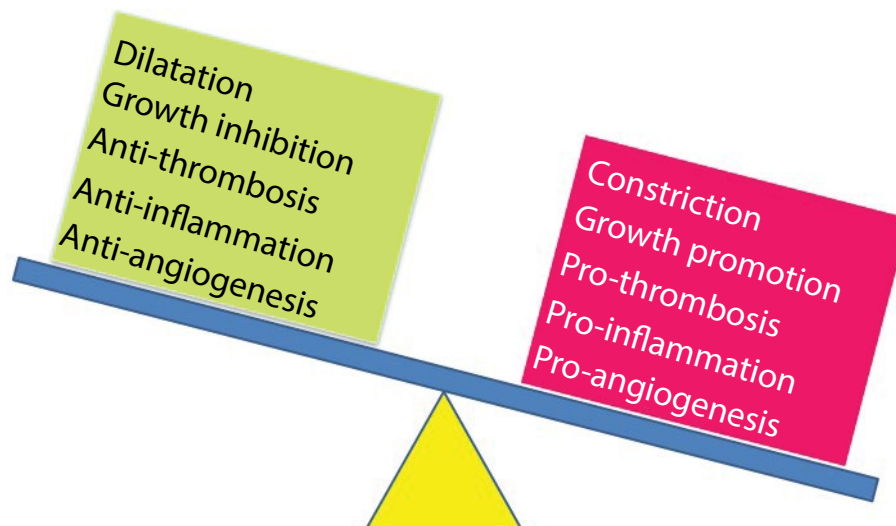 Dilatation
Growth inhibition
Anti-thrombosis
Anti-inflammation
Anti-angiogenesis
Constriction
Growth promotion
Pro-thrombosis
Pro-inflammation
Pro-angiogenesis